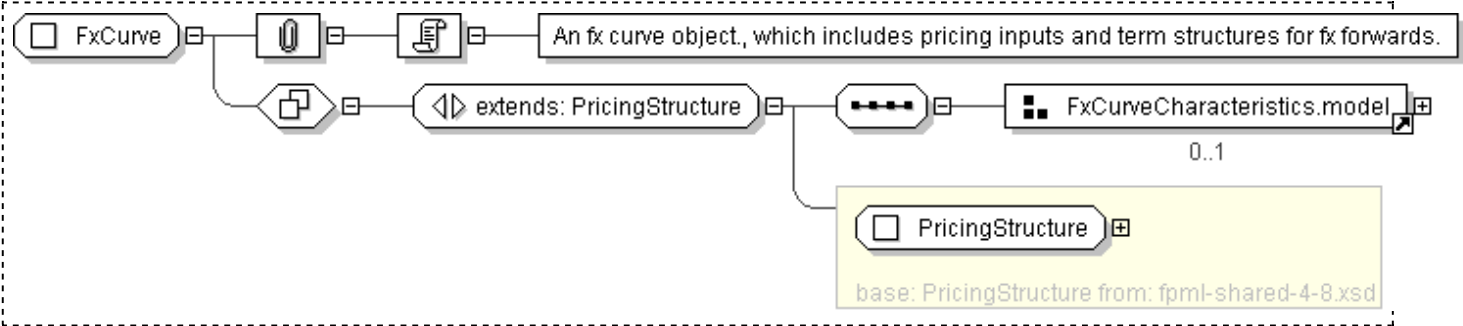 FxCurve
An fx curve object., which includes pricing inputs and term structures for fx forwards.
extends: PricingStructure
FxCurveCharacteristics.model
0..1
PricingStructure
base: PricingStructure from: fpml-shared-4-8.xsd